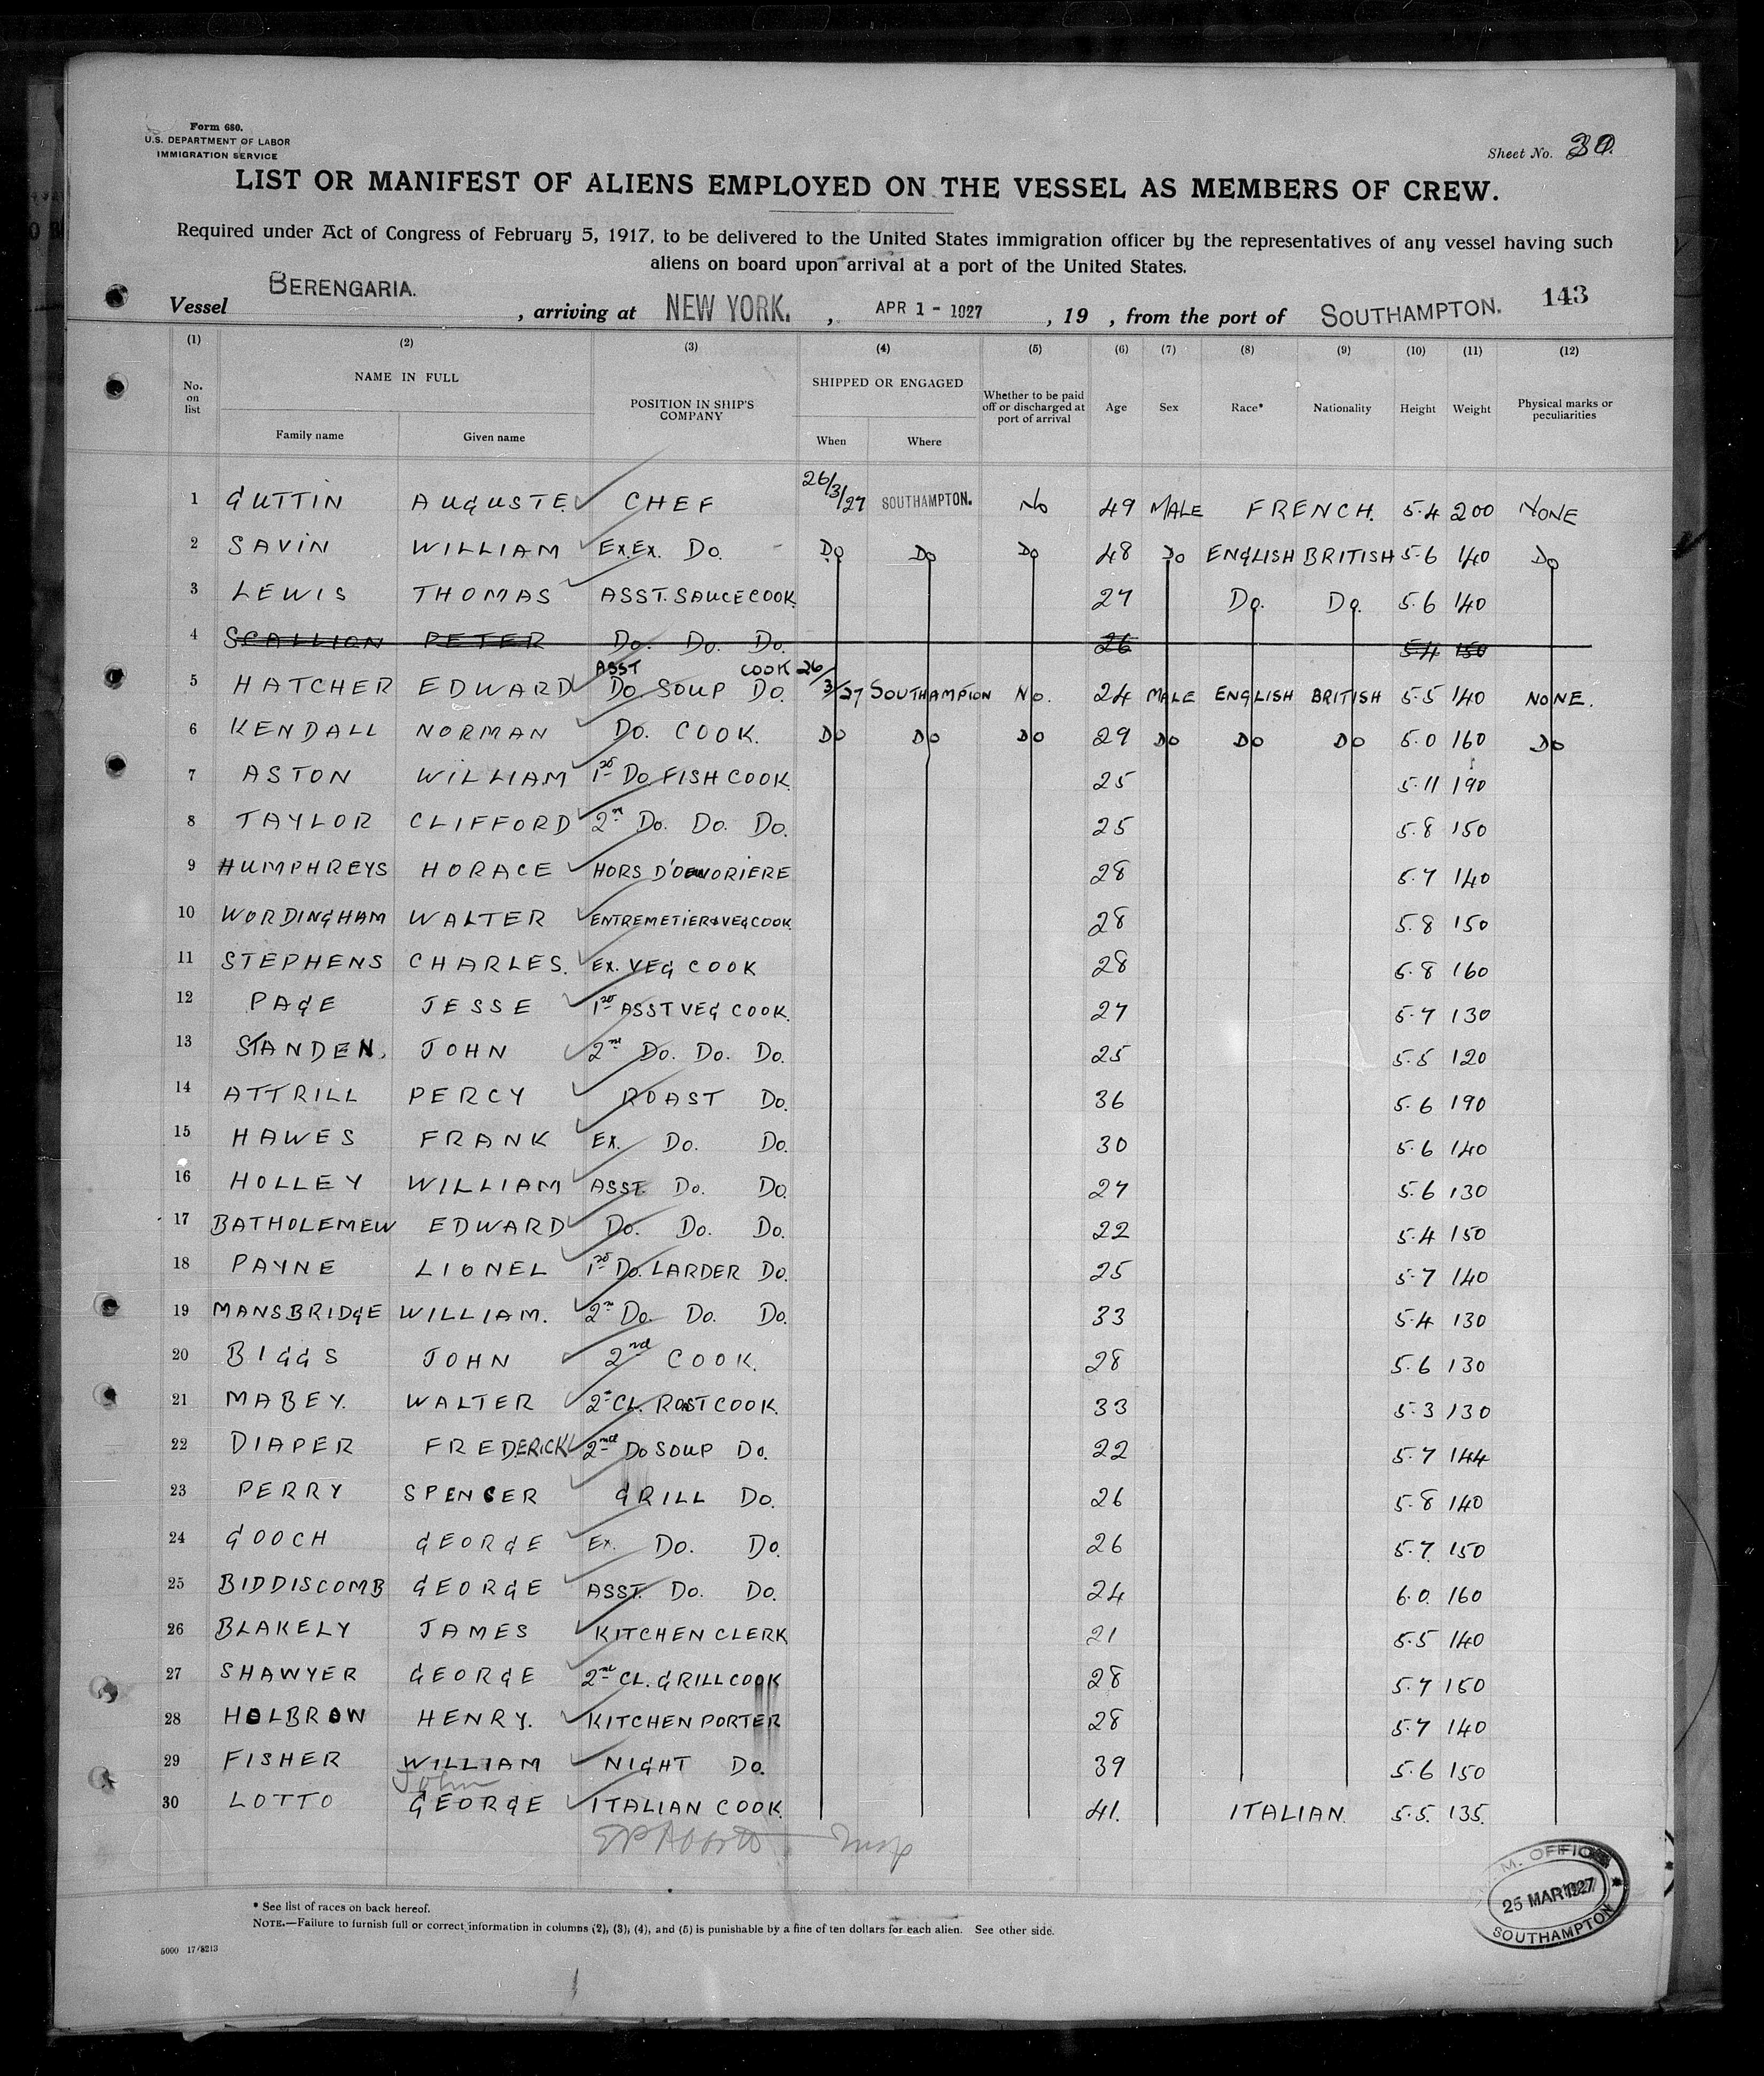 Form 680.
U.S. DEPARTMENT OF LABOR
IMMIGRATION SERVICE
Sheet No. 30.
LIST OR MANIFEST OF ALIENS EMPLOYED ON THE VESSEL AS MEMBERS OF CREW.
Required under Act of Congress of February 5, 1917, to be delivered to the United States immigration officer by the representatives of any vessel having such
aliens on board upon arrival at a port of the United States.
Vessel BERENGARIA. , arriving at NEW YORK. , APR 1 - 1927 , 19 , from the port of SOUTHAMPTON. 143
(1) (2) (3) (4) (5) (6) (7) (8) (9) (10) (11) (12)
No. on list NAME IN FULL Family name Given name POSITION IN SHIP'S COMPANY SHIPPED OR ENGAGED When Where Whether to be paid off or discharged at port of arrival Age Sex Race* Nationality Height Weight Physical marks or peculiarities
1 GUTTIN AUGUSTE CHEF 26/3/27 SOUTHAMPTON. No 49 MALE FRENCH. 5.4 200 NONE
2 SAVIN WILLIAM EX.EX. DO. DO DO DO 48 DO ENGLISH BRITISH 5.6 140 DO
3 LEWIS THOMAS ASST. SAUCE COOK. 27 DO. DO. 5.6 140
4 SCALLION PETER DO. DO. DO. 26 5.4 150
ASST COOK
5 HATCHER EDWARD DO. SOUP DO. 26/3/27 SOUTHAMPTON NO. 24 MALE ENGLISH BRITISH 5.5 140 NONE.
6 KENDALL NORMAN DO. COOK. DO DO DO 29 DO DO DO 5.0 160 DO
7 ASTON WILLIAM 1st DO FISH COOK. 25 5.11 190
8 TAYLOR CLIFFORD 2nd DO. DO. DO. 25 5.8 150
9 HUMPHREYS HORACE HORS D'OEUVORIERE 28 5.7 140
10 WORDINGHAM WALTER ENTREMETIER & VEG COOK. 28 5.8 150
11 STEPHENS CHARLES. EX. VEG COOK 28 5.8 160
12 PAGE JESSE 1st ASST VEG COOK. 27 5.7 130
13 STANDEN, JOHN 2nd DO. DO. DO. 25 5.5 120
14 ATTRILL PERCY ROAST DO. 36 5.6 190
15 HAWES FRANK EX. DO. DO. 30 5.6 140
16 HOLLEY WILLIAM ASST. DO. DO. 27 5.6 130
17 BATHOLEMEW EDWARD DO. DO. DO. 22 5.4 150
18 PAYNE LIONEL 1st DO. LARDER DO. 25 5.7 140
19 MANSBRIDGE WILLIAM. 2nd DO. DO. DO. 33 5.4 130
20 BIGGS JOHN 2nd COOK. 28 5.6 130
21 MABEY. WALTER 2nd CL. ROAST COOK. 33 5.3 130
22 DIAPER FREDERICK 2nd DO SOUP DO. 22 5.7 144
23 PERRY SPENCER GRILL DO. 26 5.8 140
24 GOOCH GEORGE EX. DO. DO. 26 5.7. 150
25 BIDDISCOMB GEORGE ASST. DO. DO. 24 6.0. 160
26 BLAKELY JAMES KITCHEN CLERK 21 5.5 140
27 SHAWYER GEORGE 2nd CL. GRILL COOK 28 5.7 150
28 HOLBROW HENRY. KITCHEN PORTER 28 5.7 140
29 FISHER WILLIAM NIGHT DO. 39 5.6 150
John
30 LOTTO GEORGE ITALIAN COOK. 41. ITALIAN. 5.5. 135.
Insp
M. OFFICE
25 MAR 1927
SOUTHAMPTON
* See list of races on back hereof.
NOTE.—Failure to furnish full or correct information in columns (2), (3), (4), and (5) is punishable by a fine of ten dollars for each alien. See other side.
5000 17/8213